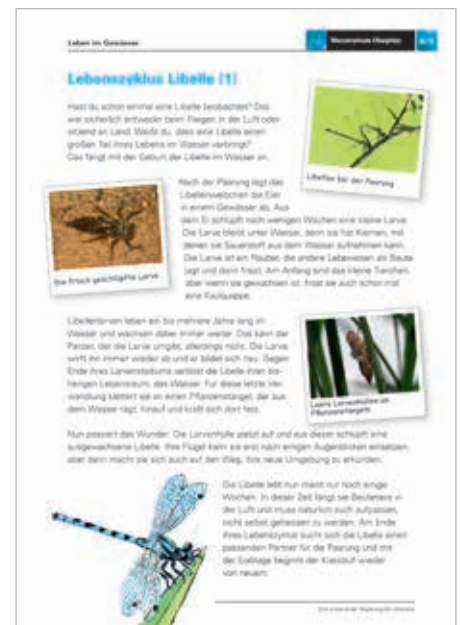 Leben im Gewässer
Lebenszyklus Libelle (1)
Hast du schon einmal eine Libelle beobachtet? Das
war sicherlich entweder beim Fliegen in der Luft oder
sitzend an Land. Weißt du, dass eine Libelle einen
großen Teil ihres Lebens im Wasser verbringt?
Das fängt mit der Geburt der Libelle im Wasser an.
Libellen bei der Paarung
Nach der Paarung legt das
Libellenweibchen die Eier
in einem Gewässer ab. Aus
dem Ei schlüpft nach wenigen Wochen eine kleine Larve.
Die Larve bleibt unter Wasser, denn sie hat Kiemen, mit
denen sie Sauerstoff aus dem Wasser aufnehmen kann.
Die Larve ist ein Räuber, die andere Lebewesen als Beute
jagt und dann frisst. Am Anfang sind das kleine Tierchen,
aber wenn sie gewachsen ist, frisst sie auch schon mal
eine Kaulquappe.
Die frisch geschlüpfte Larve
Libellenlarven leben ein bis mehrere Jahre lang im
Wasser und wachsen dabei immer weiter. Das kann der
Panzer, der die Larve umgibt, allerdings nicht. Die Larve
wirft ihn immer wieder ab und er bildet sich neu. Gegen
Ende ihres Larvenstadiums verlässt die Libelle ihren bis-
herigen Lebensraum, das Wasser. Für diese letzte Ver-
wandlung klettert sie an einen Pflanzenstängel, der aus
dem Wasser ragt, hinauf und krallt sich dort fest.
Leere Larvenhüllen an
Pflanzenstängeln
Nun passiert das Wunder: Die Larvenhülle platzt auf und aus dieser schlüpft eine
ausgewachsene Libelle. Ihre Flügel kann sie erst nach einigen Augenblicken einsetzen,
aber dann macht sie sich auch auf den Weg, ihre neue Umgebung zu erkunden.
Die Libelle lebt nun meist nur noch einige
Wochen. In dieser Zeit fängt sie Beutetiere in
der Luft und muss natürlich auch aufpassen,
nicht selbst gefressen zu werden. Am Ende
ihres Lebenszyklus sucht sich die Libelle einen
passenden Partner für die Paarung und mit
der Eiablage beginnt der Kreislauf wieder
von neuem.